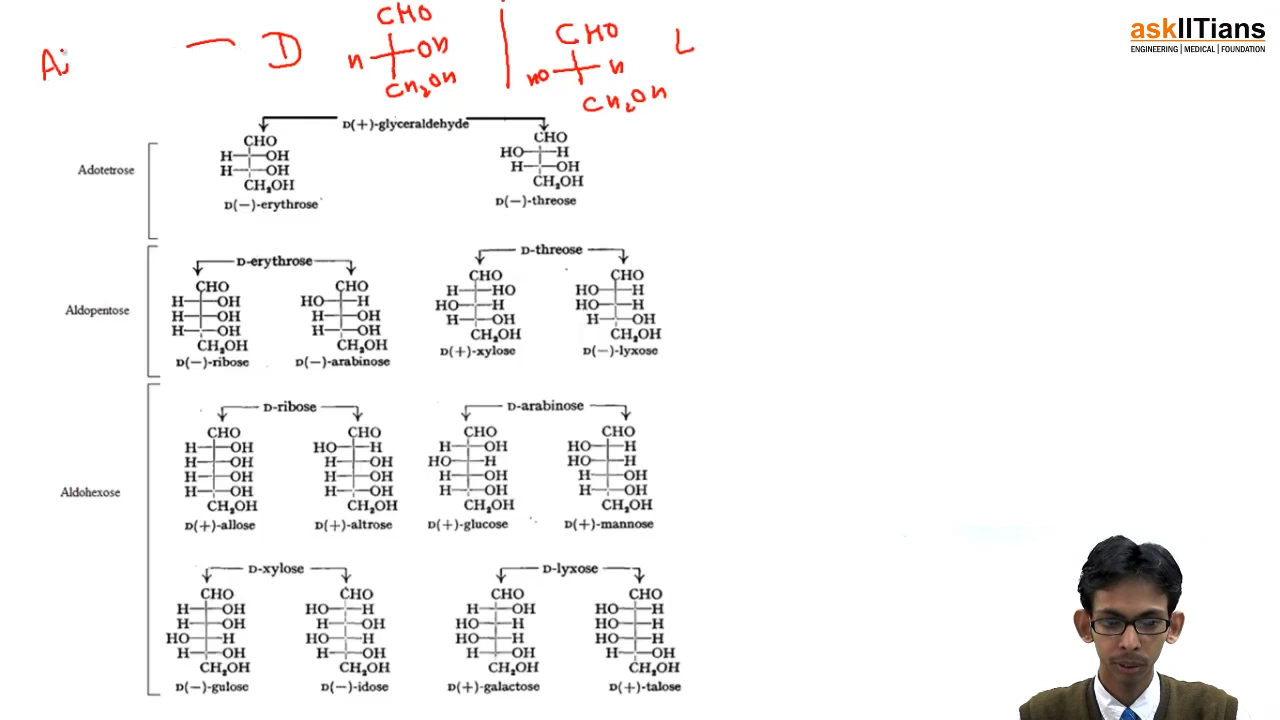 askIITians
ENGINEERING | MEDICAL | FOUNDATION
CHO
H OH
CH2OH
D
CHO
HO H
CH2OH
L
D(+)-glyceraldehyde
Adotetrose
CHO
H OH
H OH
CH₂OH
D(−)-erythrose
CHO
HO H
H OH
CH₂OH
D(−)-threose
Aldopentose
D-erythrose
CHO
H OH
H OH
H OH
CH₂OH
D(−)-ribose
CHO
HO H
H OH
H OH
CH₂OH
D(−)-arabinose
D-threose
CHO
H HO
HO H
H OH
CH₂OH
D(+)-xylose
CHO
HO H
HO H
H OH
CH₂OH
D(−)-lyxose
Aldohexose
D-ribose
CHO
H OH
H OH
H OH
H OH
CH₂OH
D(+)-allose
CHO
HO H
H OH
H OH
H OH
CH₂OH
D(+)-altrose
D-arabinose
CHO
H OH
HO H
H OH
H OH
CH₂OH
D(+)-glucose
CHO
HO H
HO H
H OH
H OH
CH₂OH
D(+)-mannose
D-xylose
CHO
H OH
H OH
HO H
H OH
CH₂OH
D(−)-gulose
CHO
HO H
H OH
HO H
H OH
CH₂OH
D(−)-idose
D-lyxose
CHO
H OH
HO H
HO H
H OH
CH₂OH
D(+)-galactose
CHO
HO H
HO H
HO H
H OH
CH₂OH
D(+)-talose